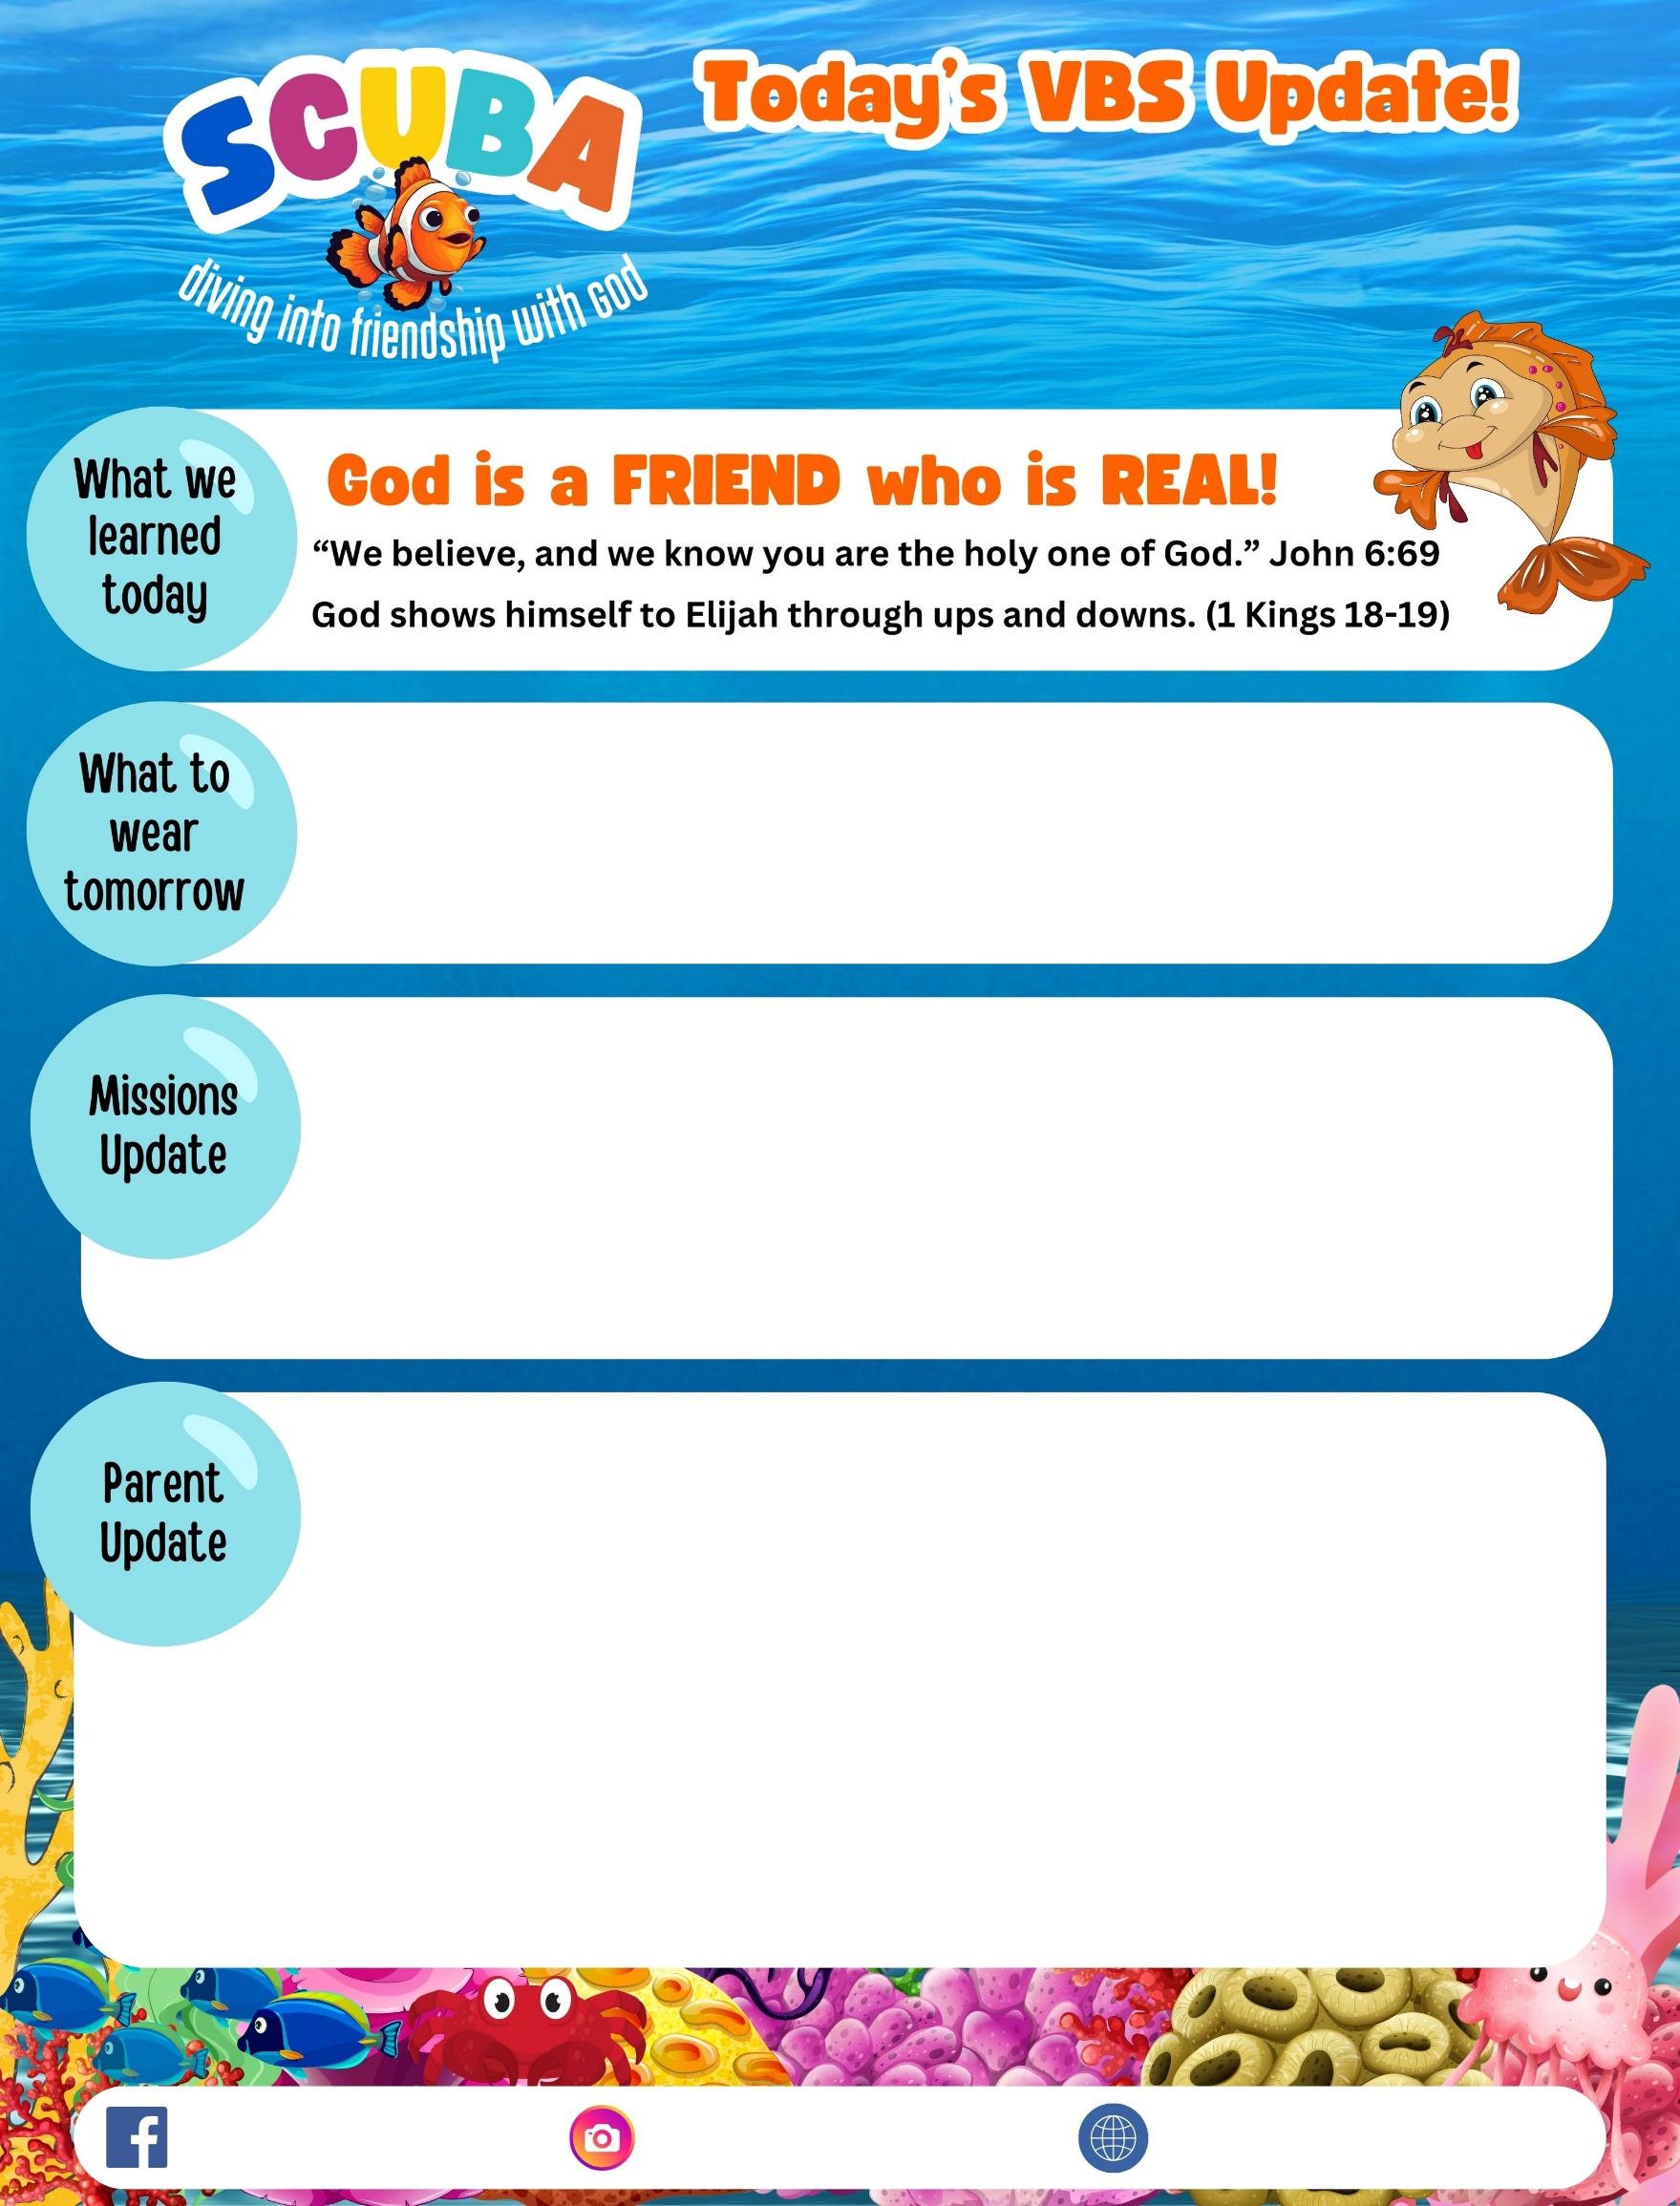 SCUBA
diving into friendship with GOD
Today's VBS Update!
What we
learned
today
God is a FRIEND who is REAL!
“We believe, and we know you are the holy one of God.” John 6:69
God shows himself to Elijah through ups and downs. (1 Kings 18-19)
What to
wear
tomorrow
Missions
Update
Parent
Update